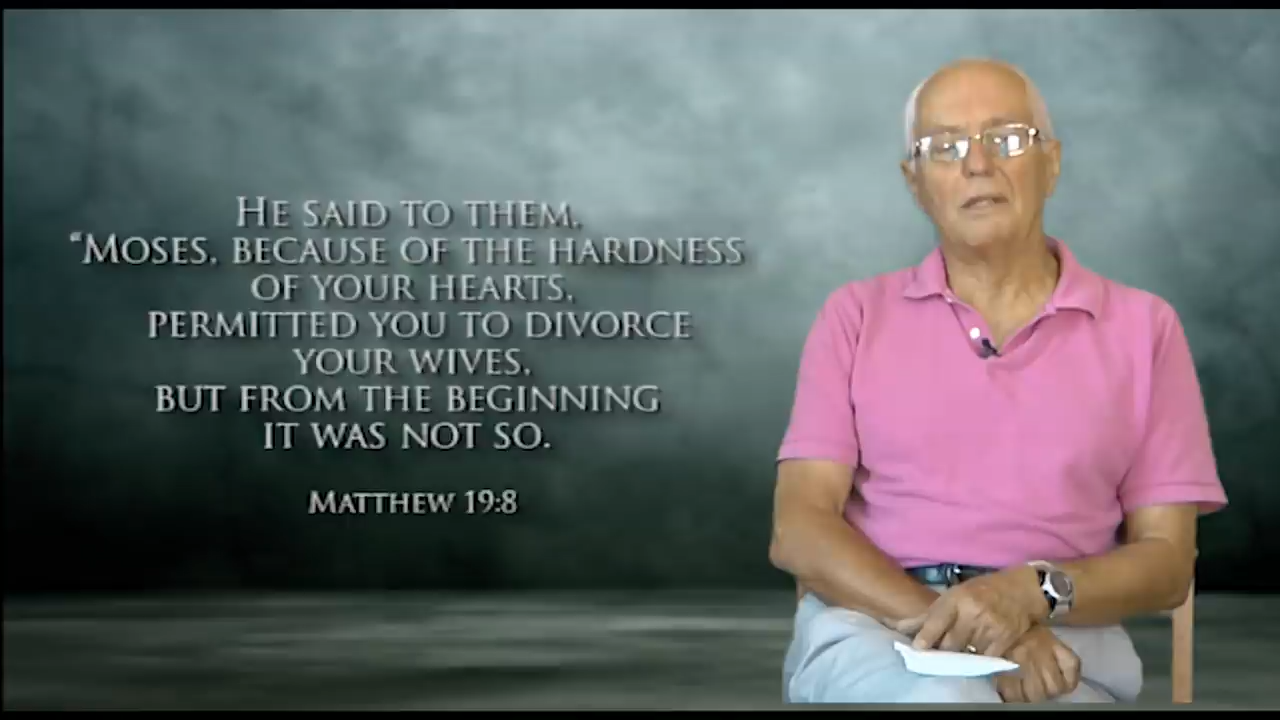 He said to them,
“Moses, because of the hardness
of your hearts,
permitted you to divorce
your wives,
but from the beginning
it was not so.
Matthew 19:8